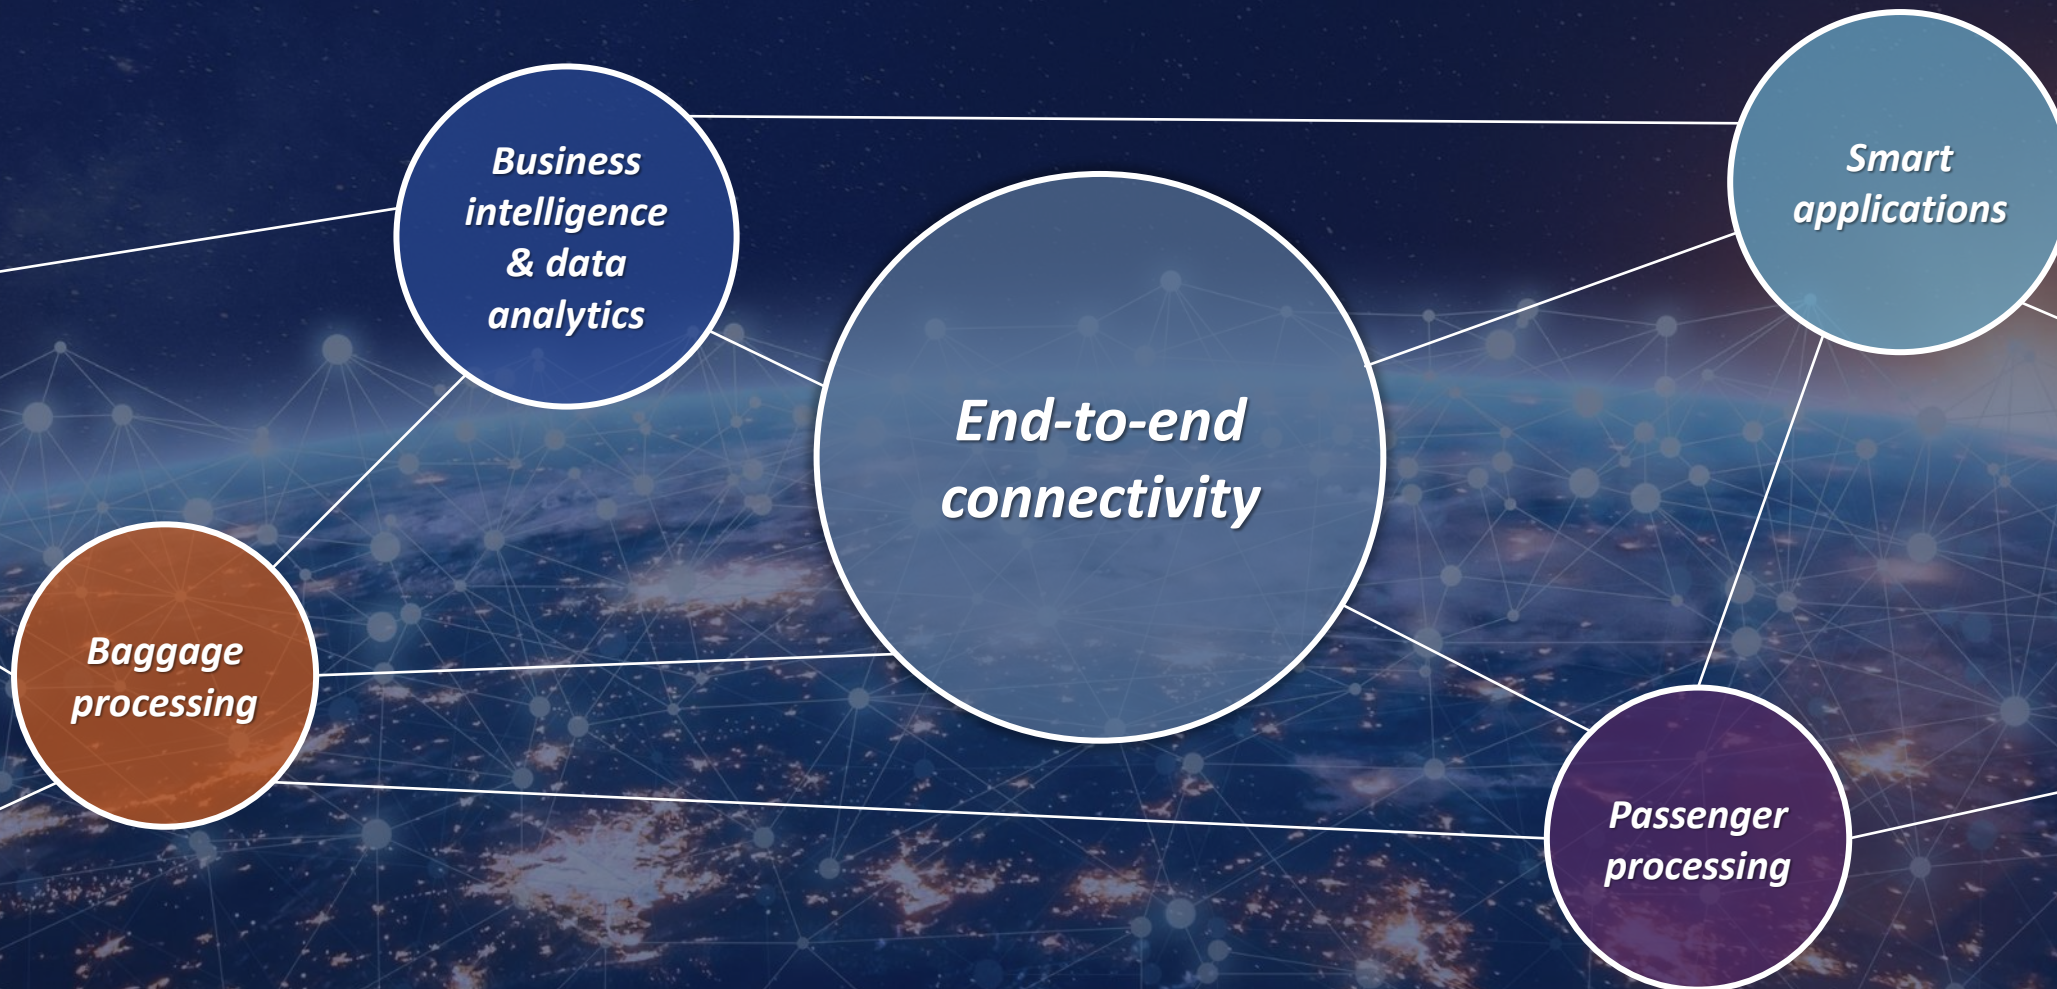 Business
intelligence
& data
analytics
Smart
applications
End-to-end
connectivity
Baggage
processing
Passenger
processing